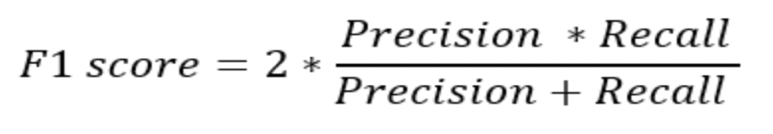 F1 score = 2 * Precision * Recall / Precision + Recall